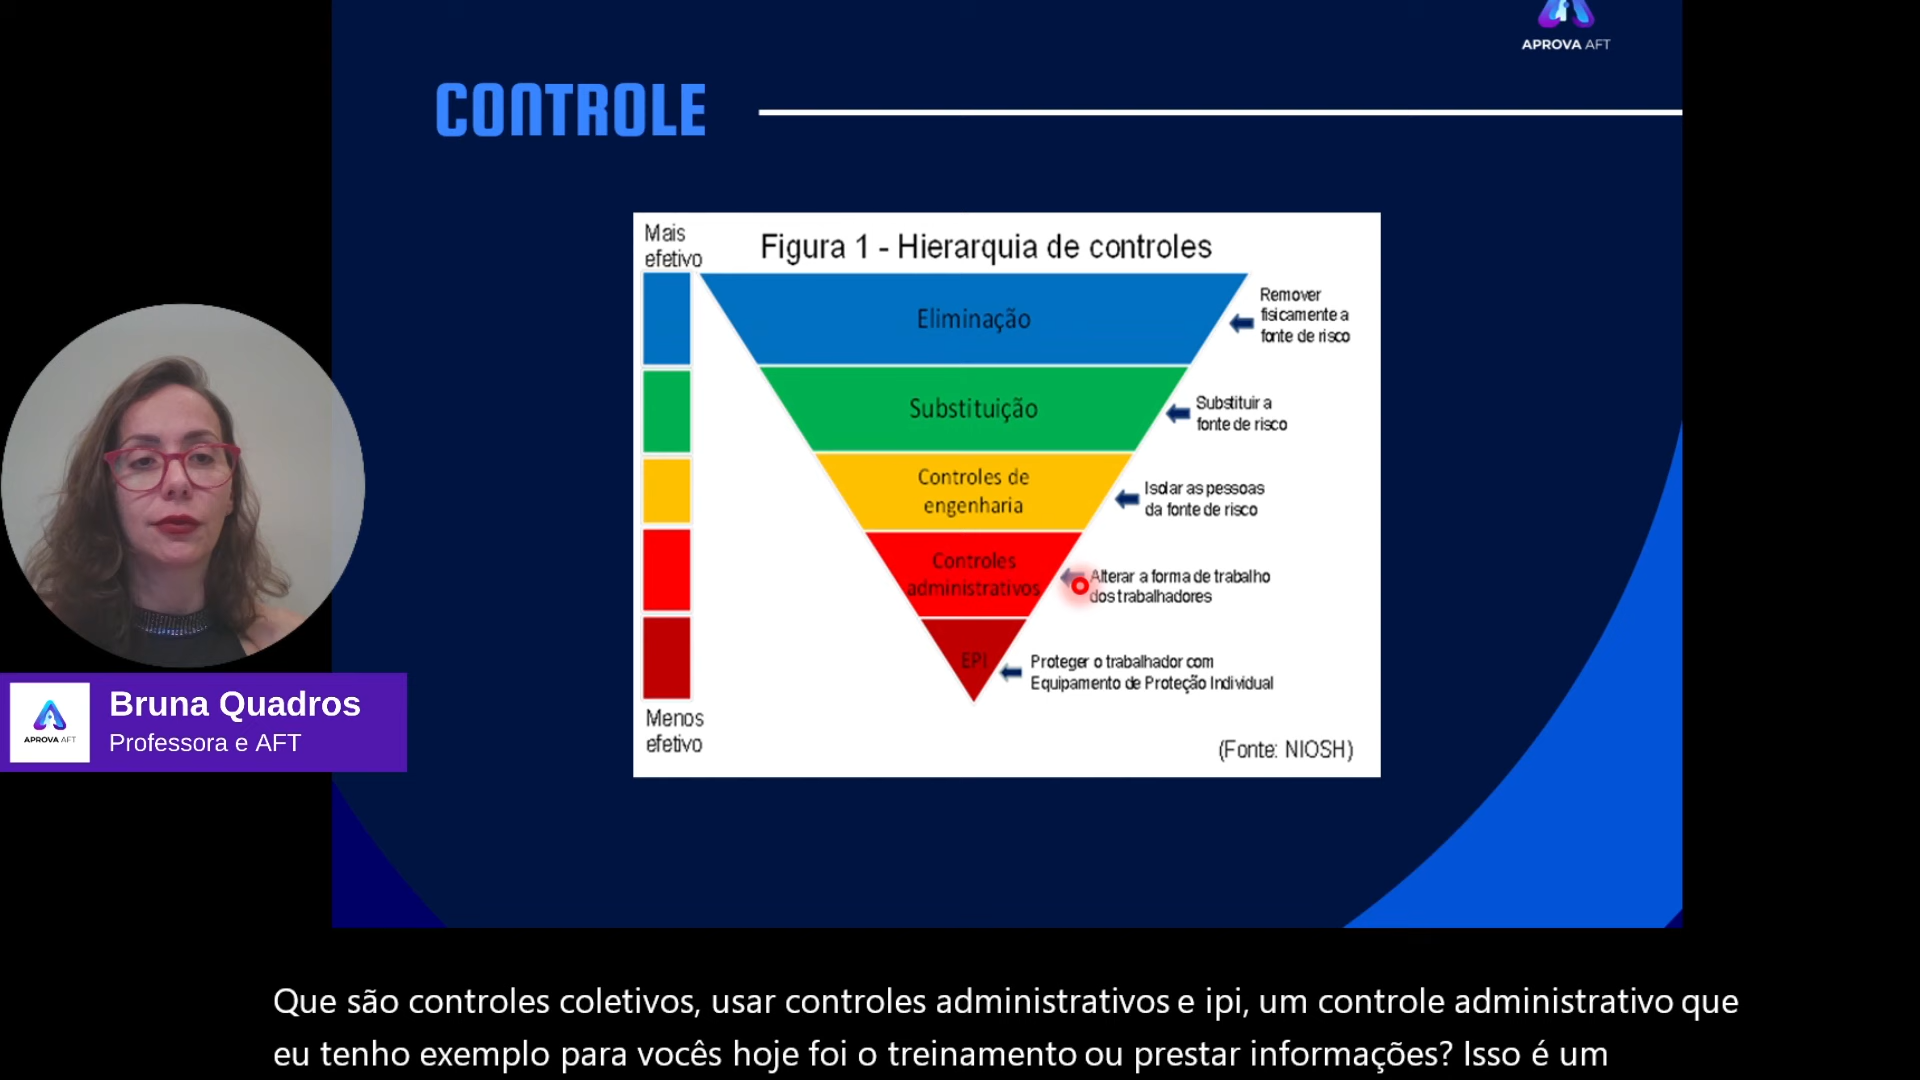 APROVA AFT
CONTROLE
Mais
efetivo
Figura 1 - Hierarquia de controles
Eliminação
Remover
fisicamente a
fonte de risco
Substituição
Substituir a
fonte de risco
Controles de
engenharia
Isolar as pessoas
da fonte de risco
Controles
administrativos
Alterar a forma de trabalho
dos trabalhadores
EPI
Proteger o trabalhador com
Equipamento de Proteção Individual
Menos
efetivo
(Fonte: NIOSH)
APROVA AFT
Bruna Quadros
Professora e AFT
Que são controles coletivos, usar controles administrativos e ipi, um controle administrativo que
eu tenho exemplo para vocês hoje foi o treinamento ou prestar informações? Isso é um